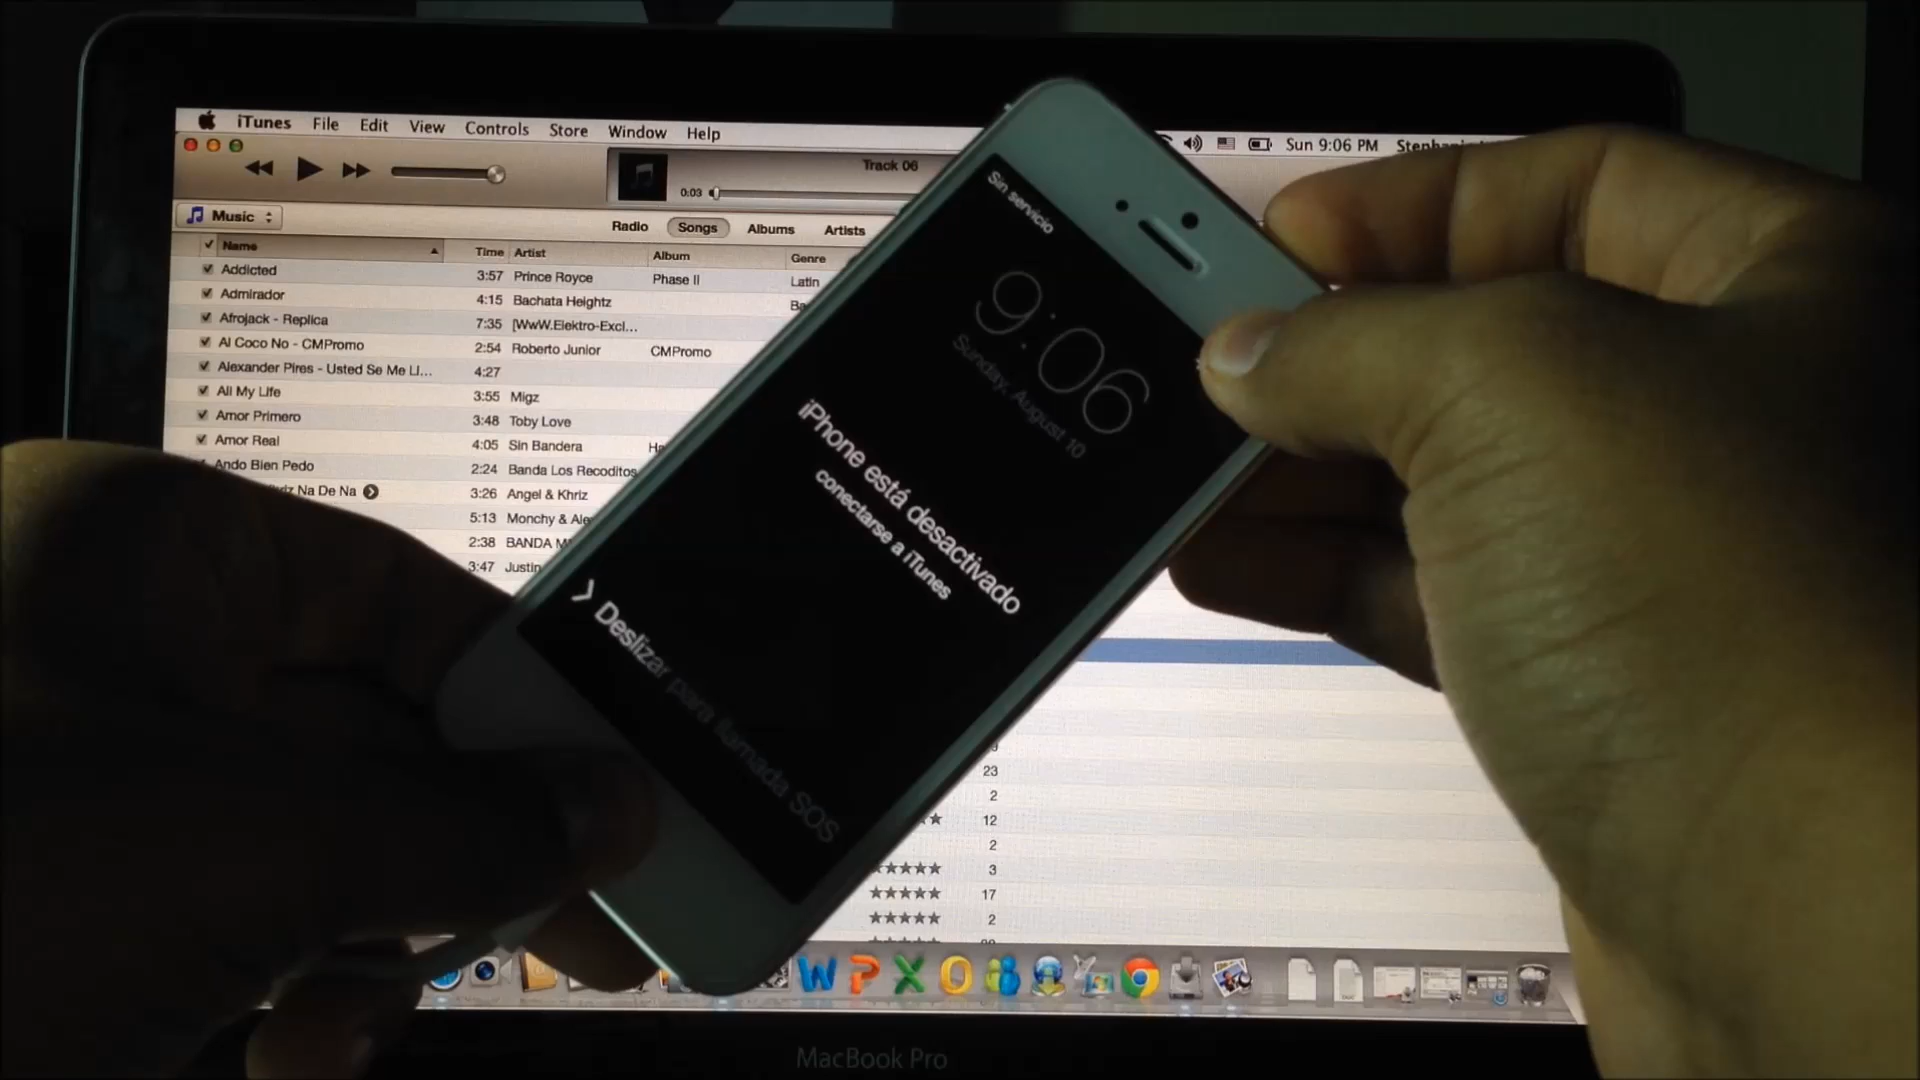 iTunes File Edit View Controls Store Window Help
Sun 9:06 PM
Track 06
0:03
Music
Radio Songs Albums Artists
Name Time Artist Album Genre
Addicted 3:57 Prince Royce Phase II Latin
Admirador 4:15 Bachata Heightz
Afrojack - Replica 7:35 [WwW.Elektro-Excl...
Al Coco No - CMPromo 2:54 Roberto Junior CMPromo
Alexander Pires - Usted Se Me Ll... 4:27
All My Life 3:55 Migz
Amor Primero 3:48 Toby Love
Amor Real 4:05 Sin Bandera
Ando Bien Pedo 2:24 Banda Los Recoditos
Na De Na 3:26 Angel & Khriz
5:13 Monchy &
2:38 BANDA
3:47 Justin
23
2
12
2
3
17
2
Sin servicio
9:06
Sunday, August 10
iPhone está desactivado
conectarse a iTunes
Deslizar para llamada SOS
W P X O
MacBook Pro